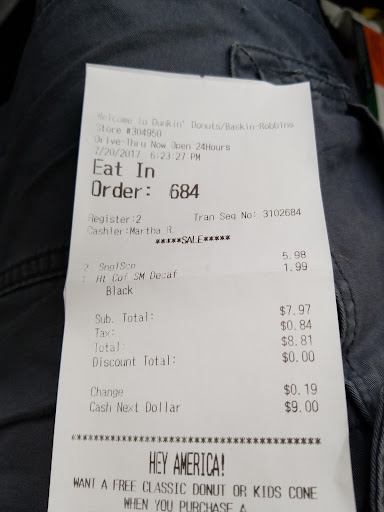 Welcome to Dunkin' Donuts/Baskin-Robbins
Store #304960
Drive-Thru Now Open 24Hours
7/20/2017 6:23:27 PM
Eat In
Order: 684
Register:2 Tran Seq No: 3102684
Cashier:Martha R.
*****SALE*****
2 SnglScp 5.98
1 Ht Cof SM Decaf 1.99
Black
Sub. Total: $7.97
Tax: $0.84
Total: $8.81
Discount Total: $0.00
Change $0.19
Cash Next Dollar $9.00
HEY AMERICA!
WANT A FREE CLASSIC DONUT OR KIDS CONE
WHEN YOU PURCHASE A